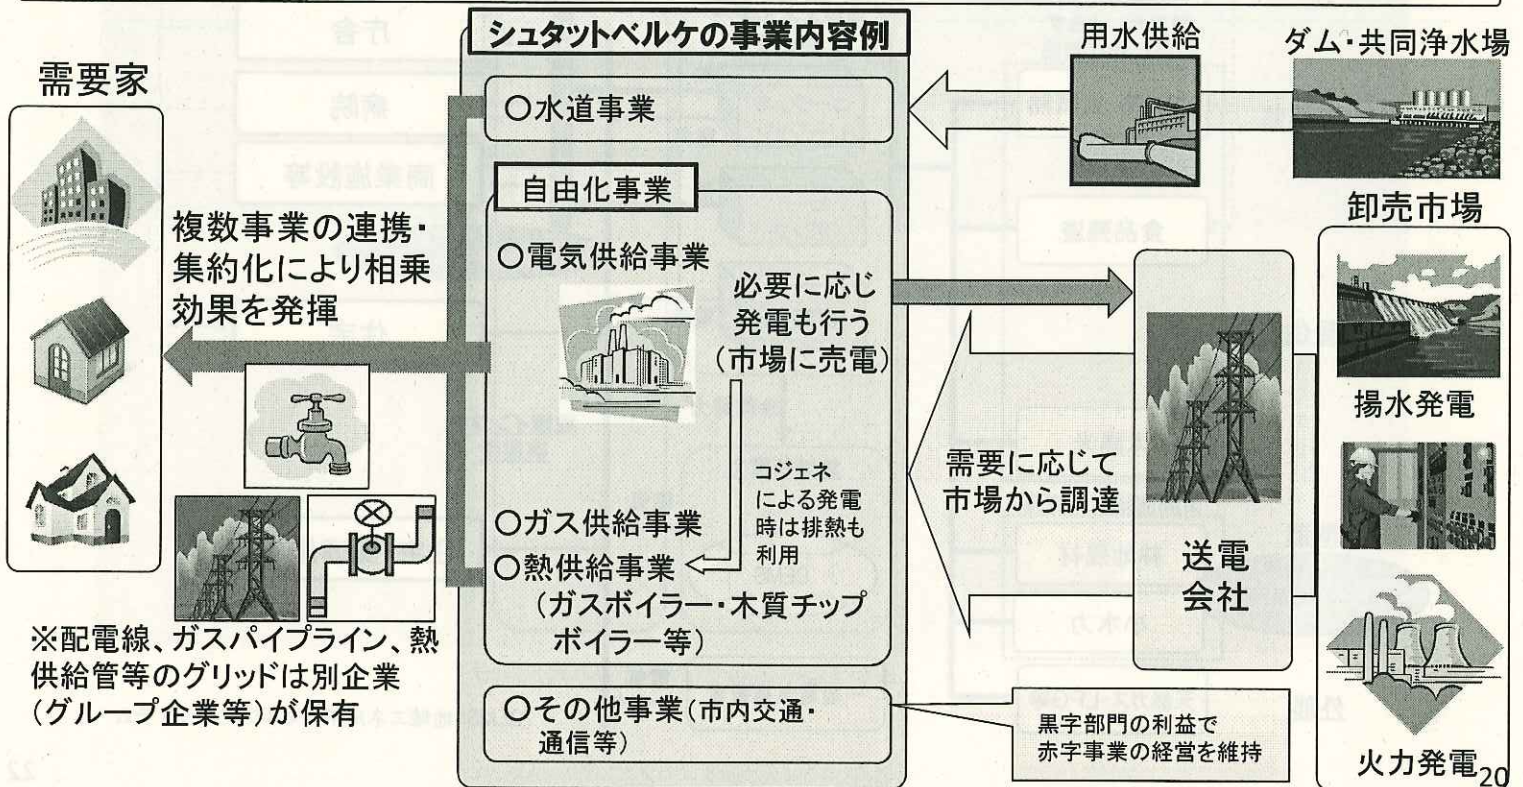 シュタットベルケの事業内容例
需要家
複数事業の連携・
集約化により相乗
効果を発揮
※配電線、ガスパイプライン、熱
供給管等のグリッドは別企業
(グループ企業等)が保有
○水道事業
自由化事業
○電気供給事業
必要に応じ
発電も行う
(市場に売電)
コジェネ
による発電
時は排熱も
利用
○ガス供給事業
○熱供給事業
(ガスボイラー・木質チップ
ボイラー等)
○その他事業(市内交通・
通信等)
黒字部門の利益で
赤字事業の経営を維持
用水供給
ダム・共同浄水場
需要に応じて
市場から調達
送電
会社
卸売市場
揚水発電
火力発電
20